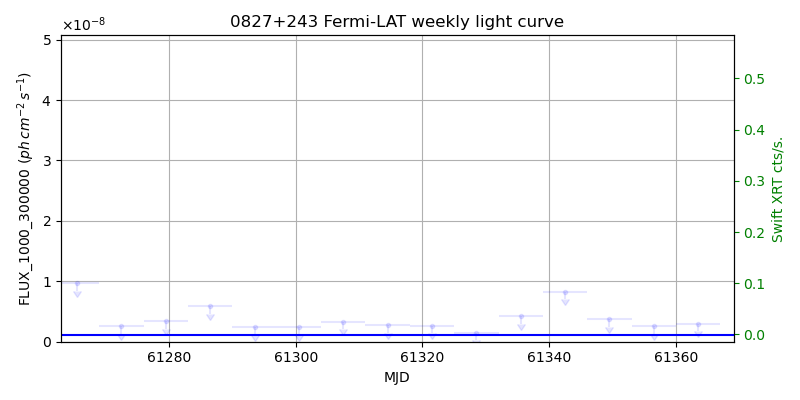 0827+243 Fermi-LAT weekly light curve
×10⁻⁸
FLUX_1000_300000 (ph cm⁻² s⁻¹)
5
4
3
2
1
0
0.5
0.4
0.3
0.2
0.1
0.0
Swift XRT cts/s.
61280 61300 61320 61340 61360
MJD